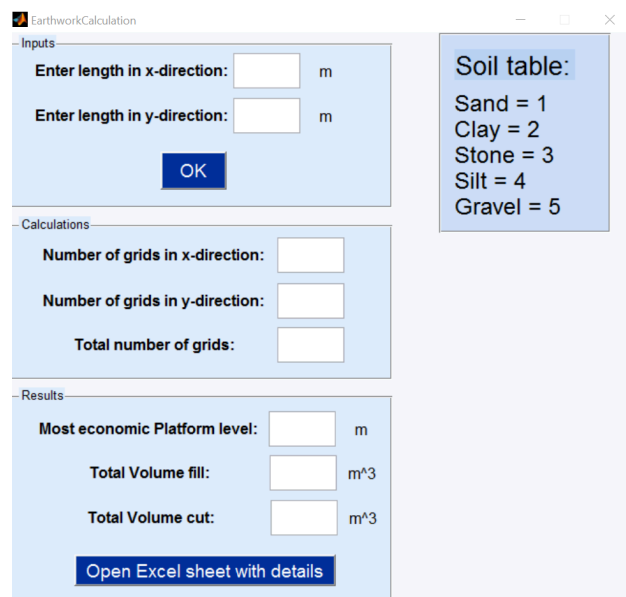 EarthworkCalculation
Inputs
Enter length in x-direction: m
Enter length in y-direction: m
OK
Calculations
Number of grids in x-direction:
Number of grids in y-direction:
Total number of grids:
Results
Most economic Platform level: m
Total Volume fill: m^3
Total Volume cut: m^3
Open Excel sheet with details
Soil table:
Sand = 1
Clay = 2
Stone = 3
Silt = 4
Gravel = 5